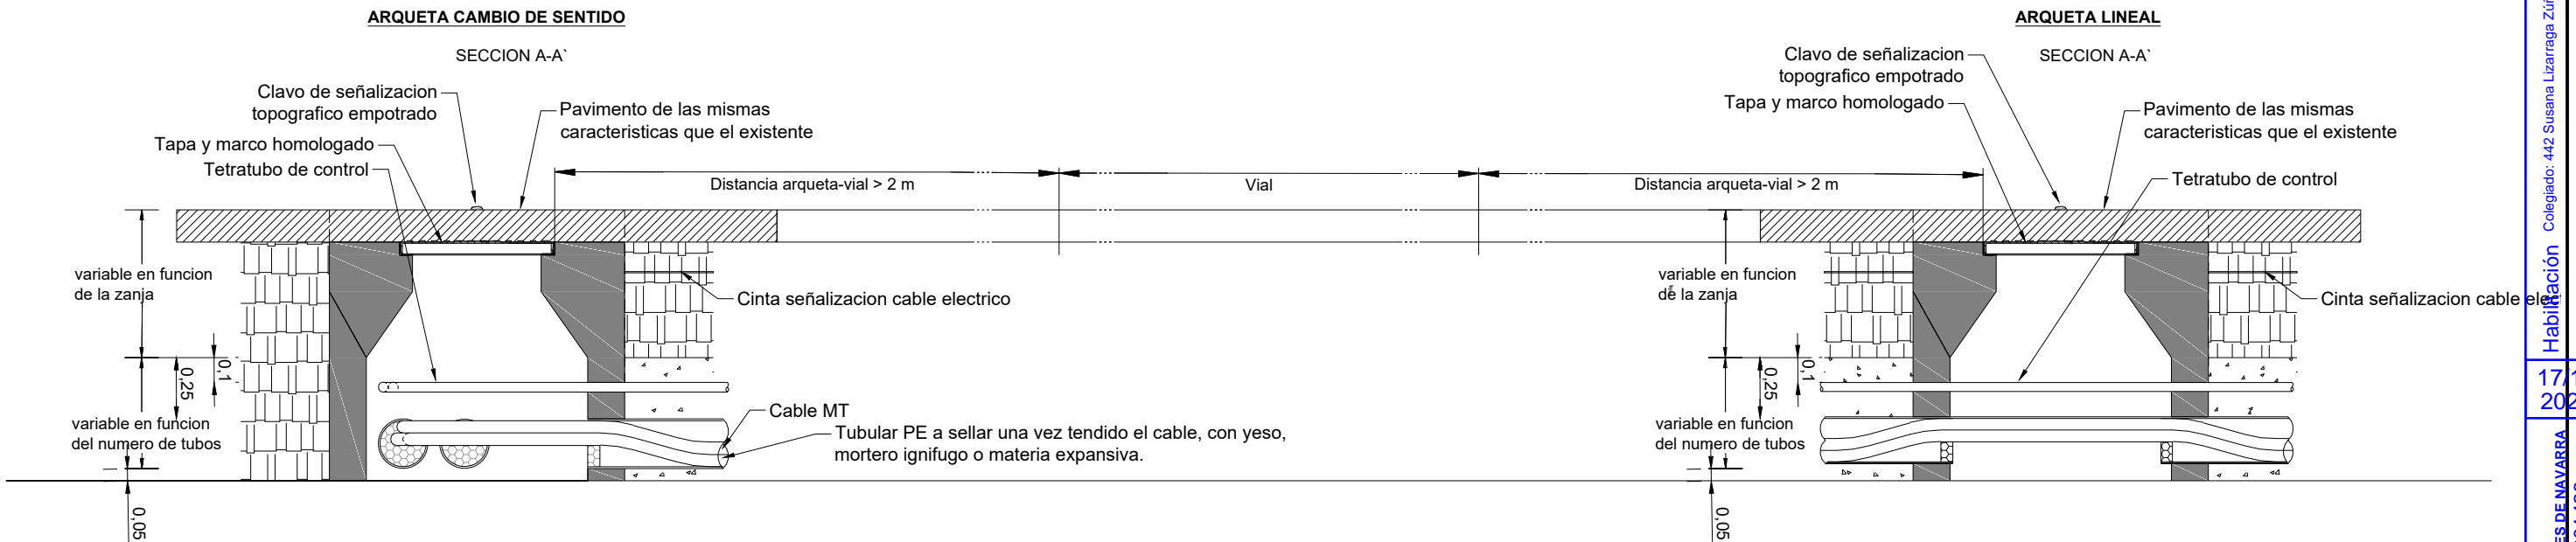 ARQUETA CAMBIO DE SENTIDO
SECCION A-A`
Clavo de señalizacion
topografico empotrado
Pavimento de las mismas
caracteristicas que el existente
Tapa y marco homologado
Tetratubo de control
Distancia arqueta-vial > 2 m
Vial
Distancia arqueta-vial > 2 m
variable en funcion
de la zanja
Cinta señalizacion cable electrico
0,1
0,25
variable en funcion
del numero de tubos
Cable MT
Tubular PE a sellar una vez tendido el cable, con yeso,
mortero ignifugo o materia expansiva.
0,05
ARQUETA LINEAL
SECCION A-A`
Clavo de señalizacion
topografico empotrado
Tapa y marco homologado
Pavimento de las mismas
caracteristicas que el existente
Tetratubo de control
variable en funcion
de la zanja
Cinta señalizacion cable
0,1
0,25
variable en funcion
del numero de tubos
0,05
Habilitación Colegiado: 442 Susana Lizarraga
DE NAVARRA